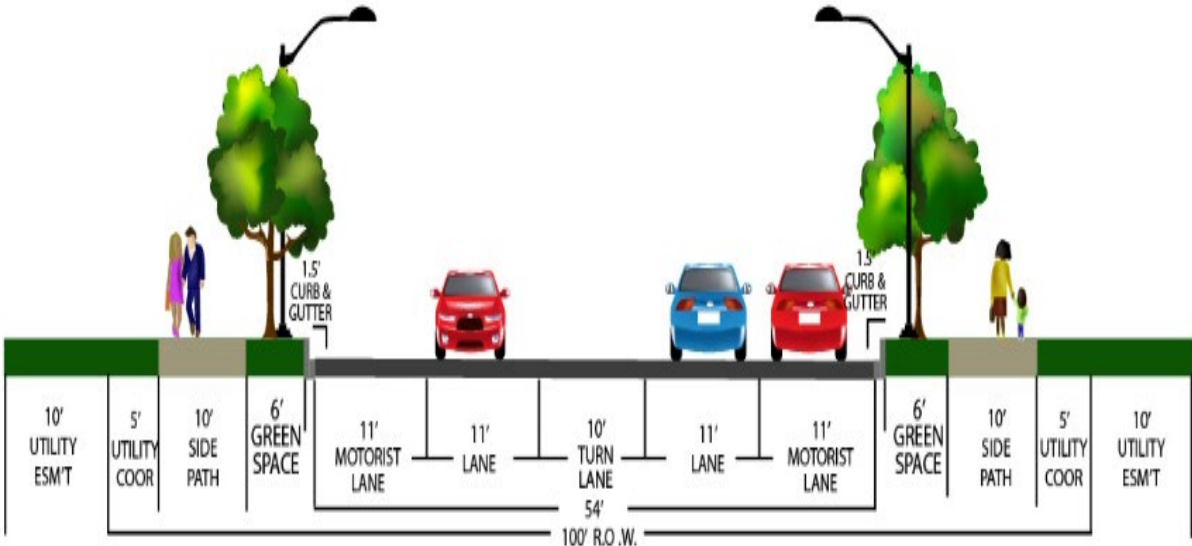 1.5'
CURB &
GUTTER
1.5'
CURB &
GUTTER
10'
UTILITY
ESM'T
5'
UTILITY
COOR
10'
SIDE
PATH
6'
GREEN
SPACE
11'
MOTORIST
LANE
11'
LANE
10'
TURN
LANE
11'
LANE
11'
MOTORIST
LANE
6'
GREEN
SPACE
10'
SIDE
PATH
5'
UTILITY
COOR
10'
UTILITY
ESM'T
54'
100' R.O.W.